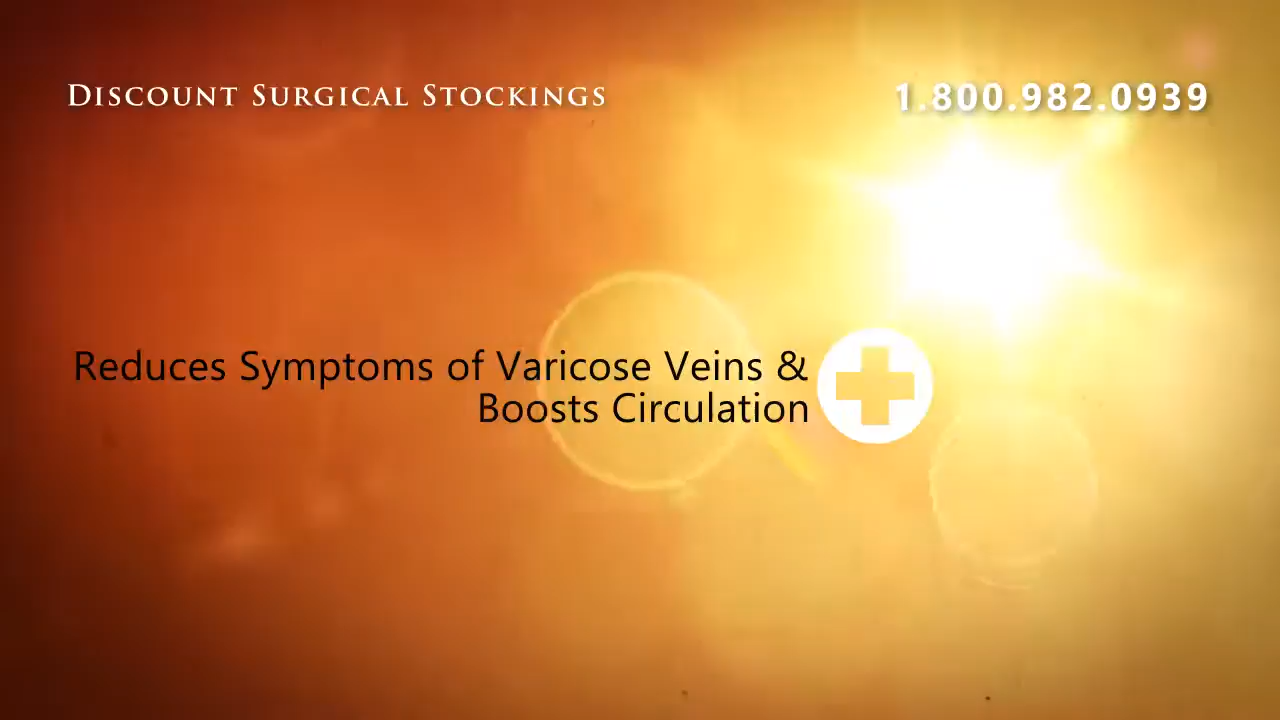 Discount Surgical Stockings
1.800.982.0939
Reduces Symptoms of Varicose Veins &
Boosts Circulation